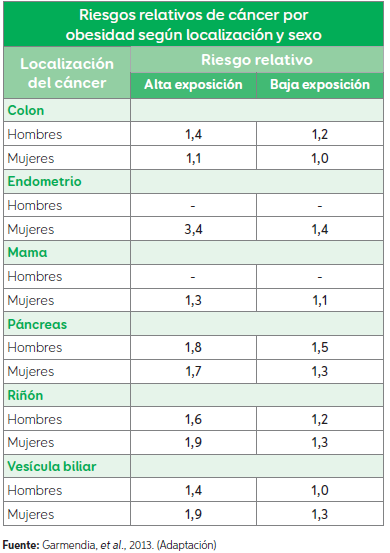 Riesgos relativos de cáncer por
obesidad según localización y sexo
Localización
del cáncer
Riesgo relativo
Alta exposición Baja exposición
Colon
Hombres 1,4 1,2
Mujeres 1,1 1,0
Endometrio
Hombres - -
Mujeres 3,4 1,4
Mama
Hombres - -
Mujeres 1,3 1,1
Páncreas
Hombres 1,8 1,5
Mujeres 1,7 1,3
Riñón
Hombres 1,6 1,2
Mujeres 1,9 1,3
Vesícula biliar
Hombres 1,4 1,0
Mujeres 1,9 1,3
Fuente: Garmendia, et al., 2013. (Adaptación)